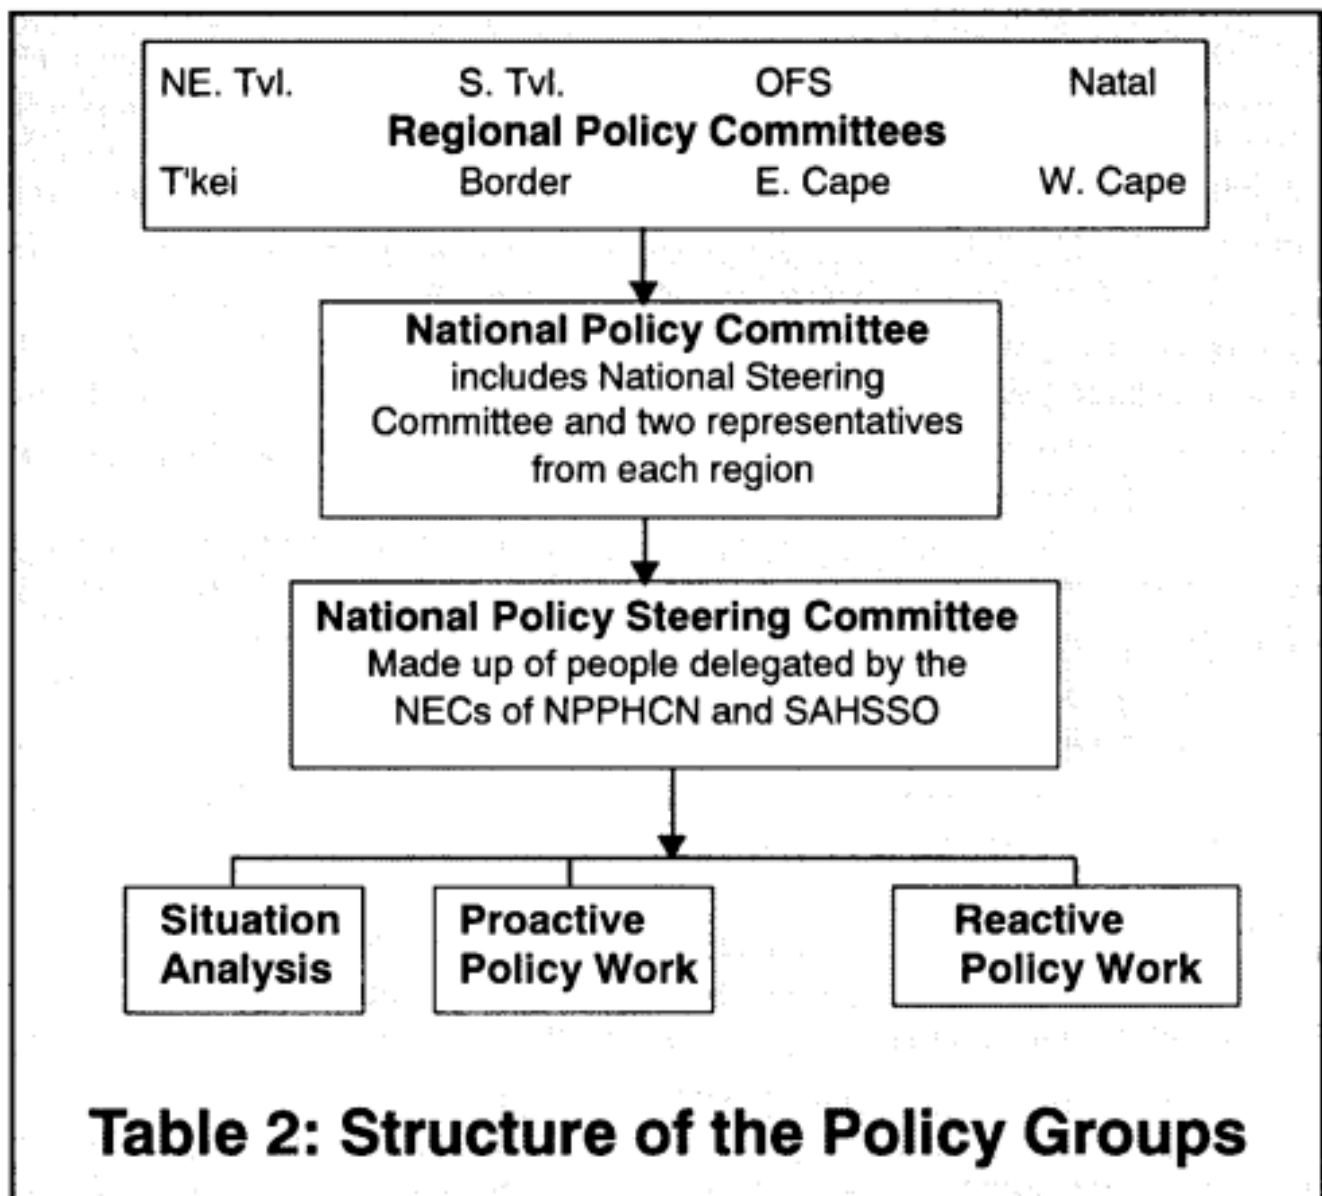 NE. Tvl. S. Tvl. OFS Natal
Regional Policy Committees
T'kei Border E. Cape W. Cape
National Policy Committee
includes National Steering
Committee and two representatives
from each region
National Policy Steering Committee
Made up of people delegated by the
NECs of NPPHCN and SAHSSO
Situation
Analysis
Proactive
Policy Work
Reactive
Policy Work
Table 2: Structure of the Policy Groups